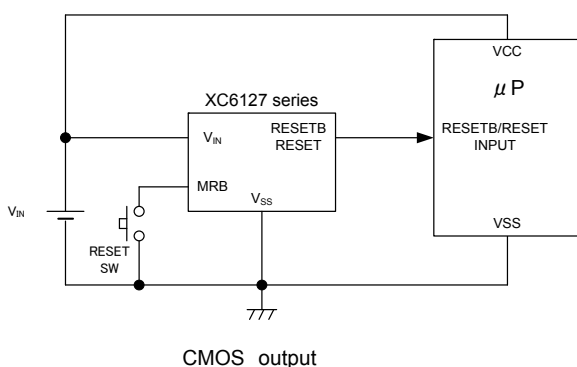 VCC
μP
XC6127 series
RESETB
RESET
RESETB/RESET
INPUT
VIN
MRB
VSS
VIN
RESET
SW
VSS
CMOS output